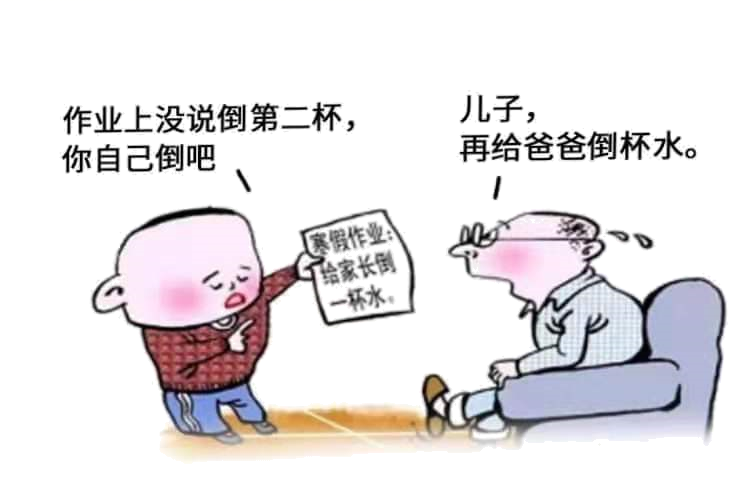 作业上没说倒第二杯，
你自己倒吧
儿子，
再给爸爸倒杯水。
寒假作业：
给家长倒
一杯水。